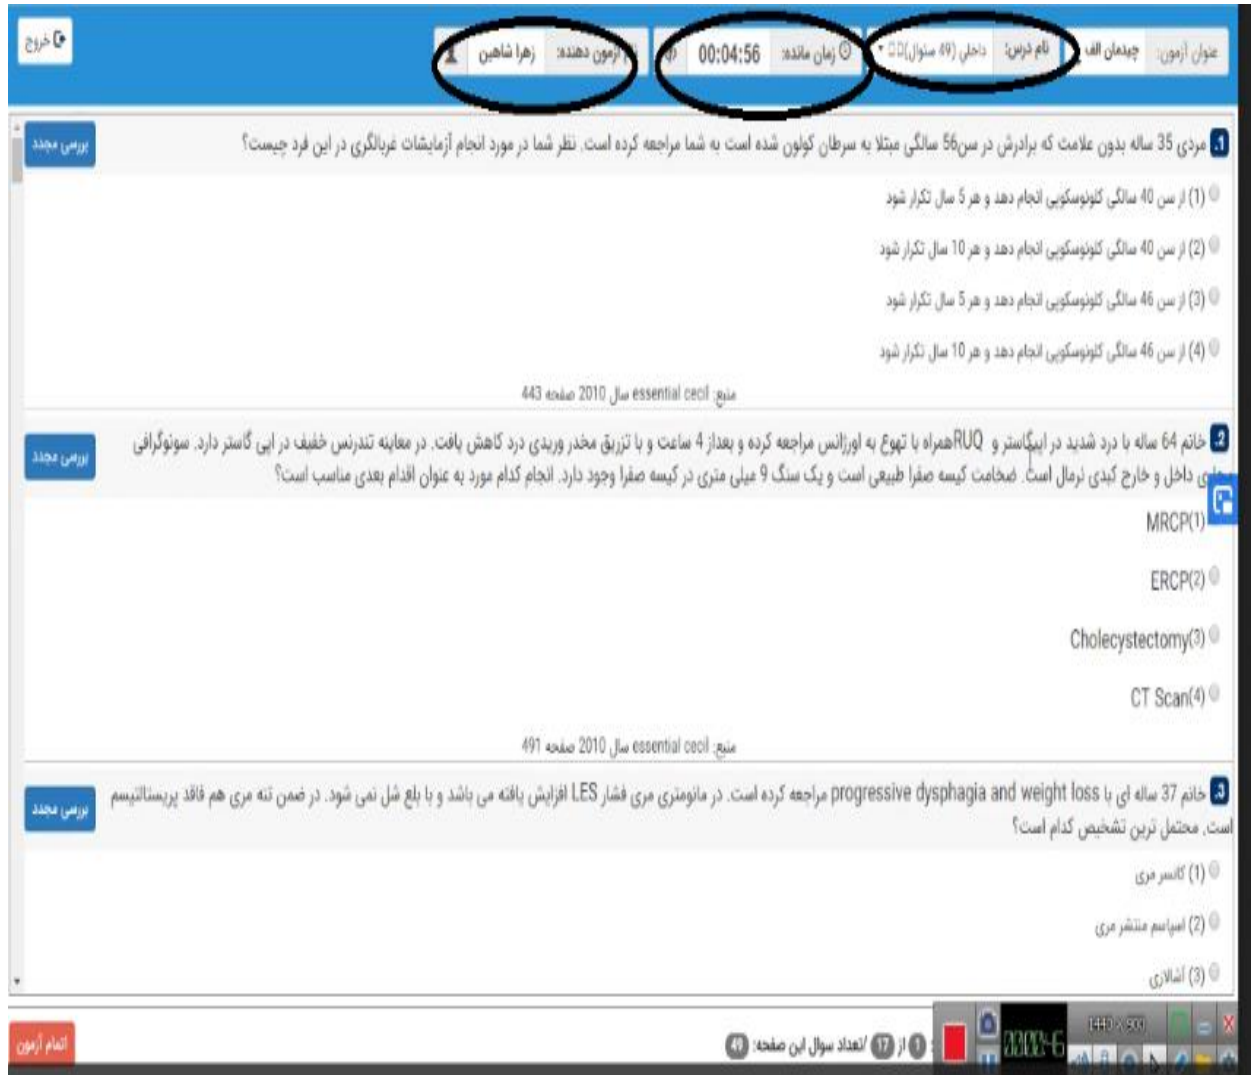 عنوان آزمون: چیدمان الف نام درس: داخلی (49 سئوال) زمان مانده: 00:04:56 آزمون دهنده: زهرا شاهین خروج
1. مردی 35 ساله بدون علامت که برادرش در سن56 سالگی مبتلا به سرطان کولون شده است به شما مراجعه کرده است. نظر شما در مورد انجام آزمایشات غربالگری در این فرد چیست؟ بررسی مجدد
(1) از سن 40 سالگی کلونوسکوپی انجام دهد و هر 5 سال تکرار شود
(2) از سن 40 سالگی کلونوسکوپی انجام دهد و هر 10 سال تکرار شود
(3) از سن 46 سالگی کلونوسکوپی انجام دهد و هر 5 سال تکرار شود
(4) از سن 46 سالگی کلونوسکوپی انجام دهد و هر 10 سال تکرار شود
منبع: essential cecil سال 2010 صفحه 443
2. خانم 64 ساله با درد شدید در اپیگاستر و RUQهمراه با تهوع به اورژانس مراجعه کرده و بعداز 4 ساعت و با تزریق مخدر وریدی درد کاهش یافت. در معاینه تندرنس خفیف در اپی گاستر دارد. سونوگرافی بررسی مجدد
مجاری داخل و خارج کبدی نرمال است. ضخامت کیسه صفرا طبیعی است و یک سنگ 9 میلی متری در کیسه صفرا وجود دارد. انجام کدام مورد به عنوان اقدام بعدی مناسب است؟
MRCP(1)
ERCP(2)
Cholecystectomy(3)
CT Scan(4)
منبع: essential cecil سال 2010 صفحه 491
3. خانم 37 ساله ای با progressive dysphagia and weight loss مراجعه کرده است. در مانومتری مری فشار LES افزایش یافته می باشد و با بلع شل نمی شود. در ضمن تنه مری هم فاقد پریستالتیسم بررسی مجدد
است. محتمل ترین تشخیص کدام است؟
(1) کانسر مری
(2) اسپاسم منتشر مری
(3) آشالازی
1 از 17 /تعداد سوال این صفحه: 49 اتمام آزمون
1440 × 900